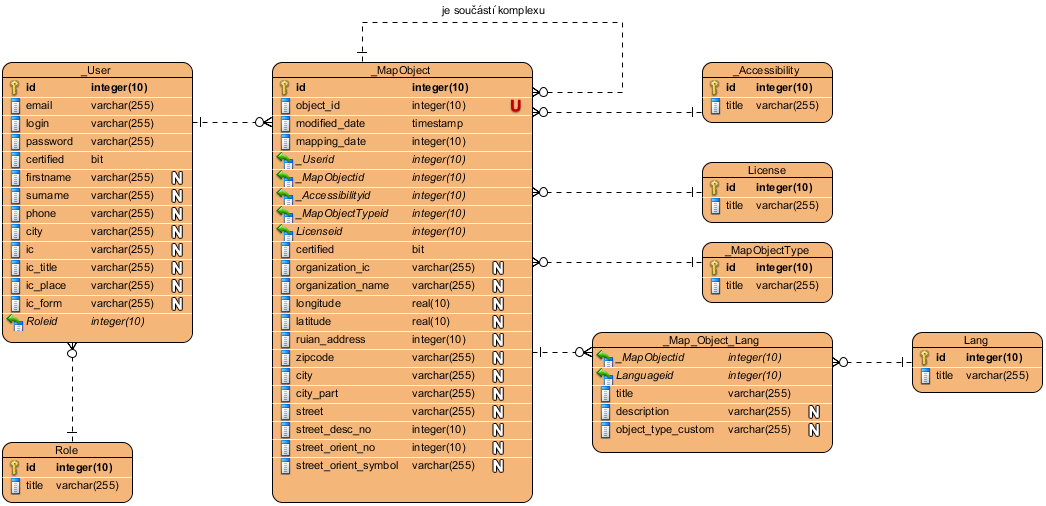 je součástí komplexu
_User
id integer(10)
email varchar(255)
login varchar(255)
password varchar(255)
certified bit
firstname varchar(255) N
surname varchar(255) N
phone varchar(255) N
city varchar(255) N
ic varchar(255) N
ic_title varchar(255) N
ic_place varchar(255) N
ic_form varchar(255) N
Roleid integer(10)
Role
id integer(10)
title varchar(255)
_MapObject
id integer(10)
object_id integer(10) U
modified_date timestamp
mapping_date integer(10)
_Userid integer(10)
_MapObjectid integer(10)
_Accessibilityid integer(10)
_MapObjectTypeid integer(10)
Licenseid integer(10)
certified bit
organization_ic varchar(255) N
organization_name varchar(255) N
longitude real(10) N
latitude real(10) N
ruian_address integer(10) N
zipcode varchar(255) N
city varchar(255) N
city_part varchar(255) N
street varchar(255) N
street_desc_no integer(10) N
street_orient_no integer(10) N
street_orient_symbol varchar(255) N
_Accessibility
id integer(10)
title varchar(255)
License
id integer(10)
title varchar(255)
_MapObjectType
id integer(10)
title varchar(255)
_Map_Object_Lang
_MapObjectid integer(10)
Languageid integer(10)
title varchar(255)
description varchar(255) N
object_type_custom varchar(255) N
Lang
id integer(10)
title varchar(255)